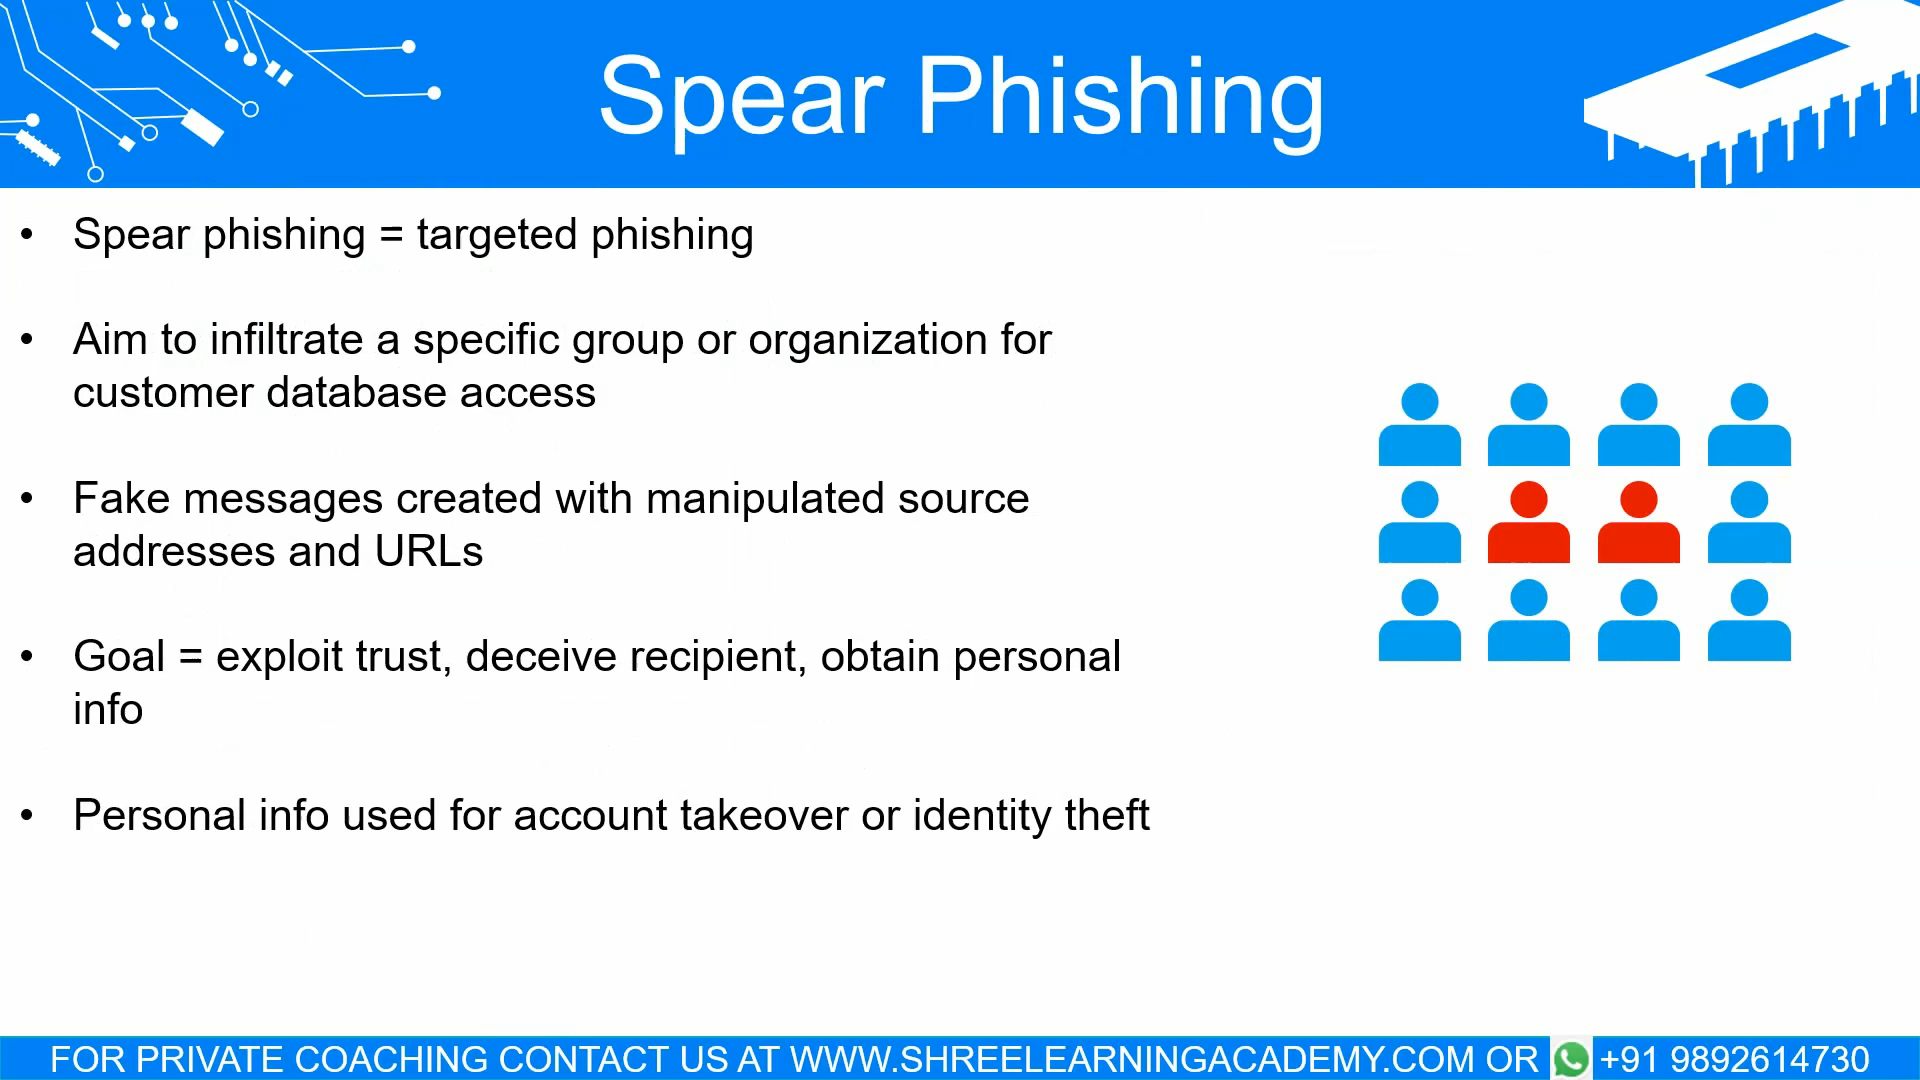 Spear Phishing
• Spear phishing = targeted phishing
• Aim to infiltrate a specific group or organization for
customer database access
• Fake messages created with manipulated source
addresses and URLs
• Goal = exploit trust, deceive recipient, obtain personal
info
• Personal info used for account takeover or identity theft
FOR PRIVATE COACHING CONTACT US AT WWW.SHREELEARNINGACADEMY.COM OR +91 9892614730